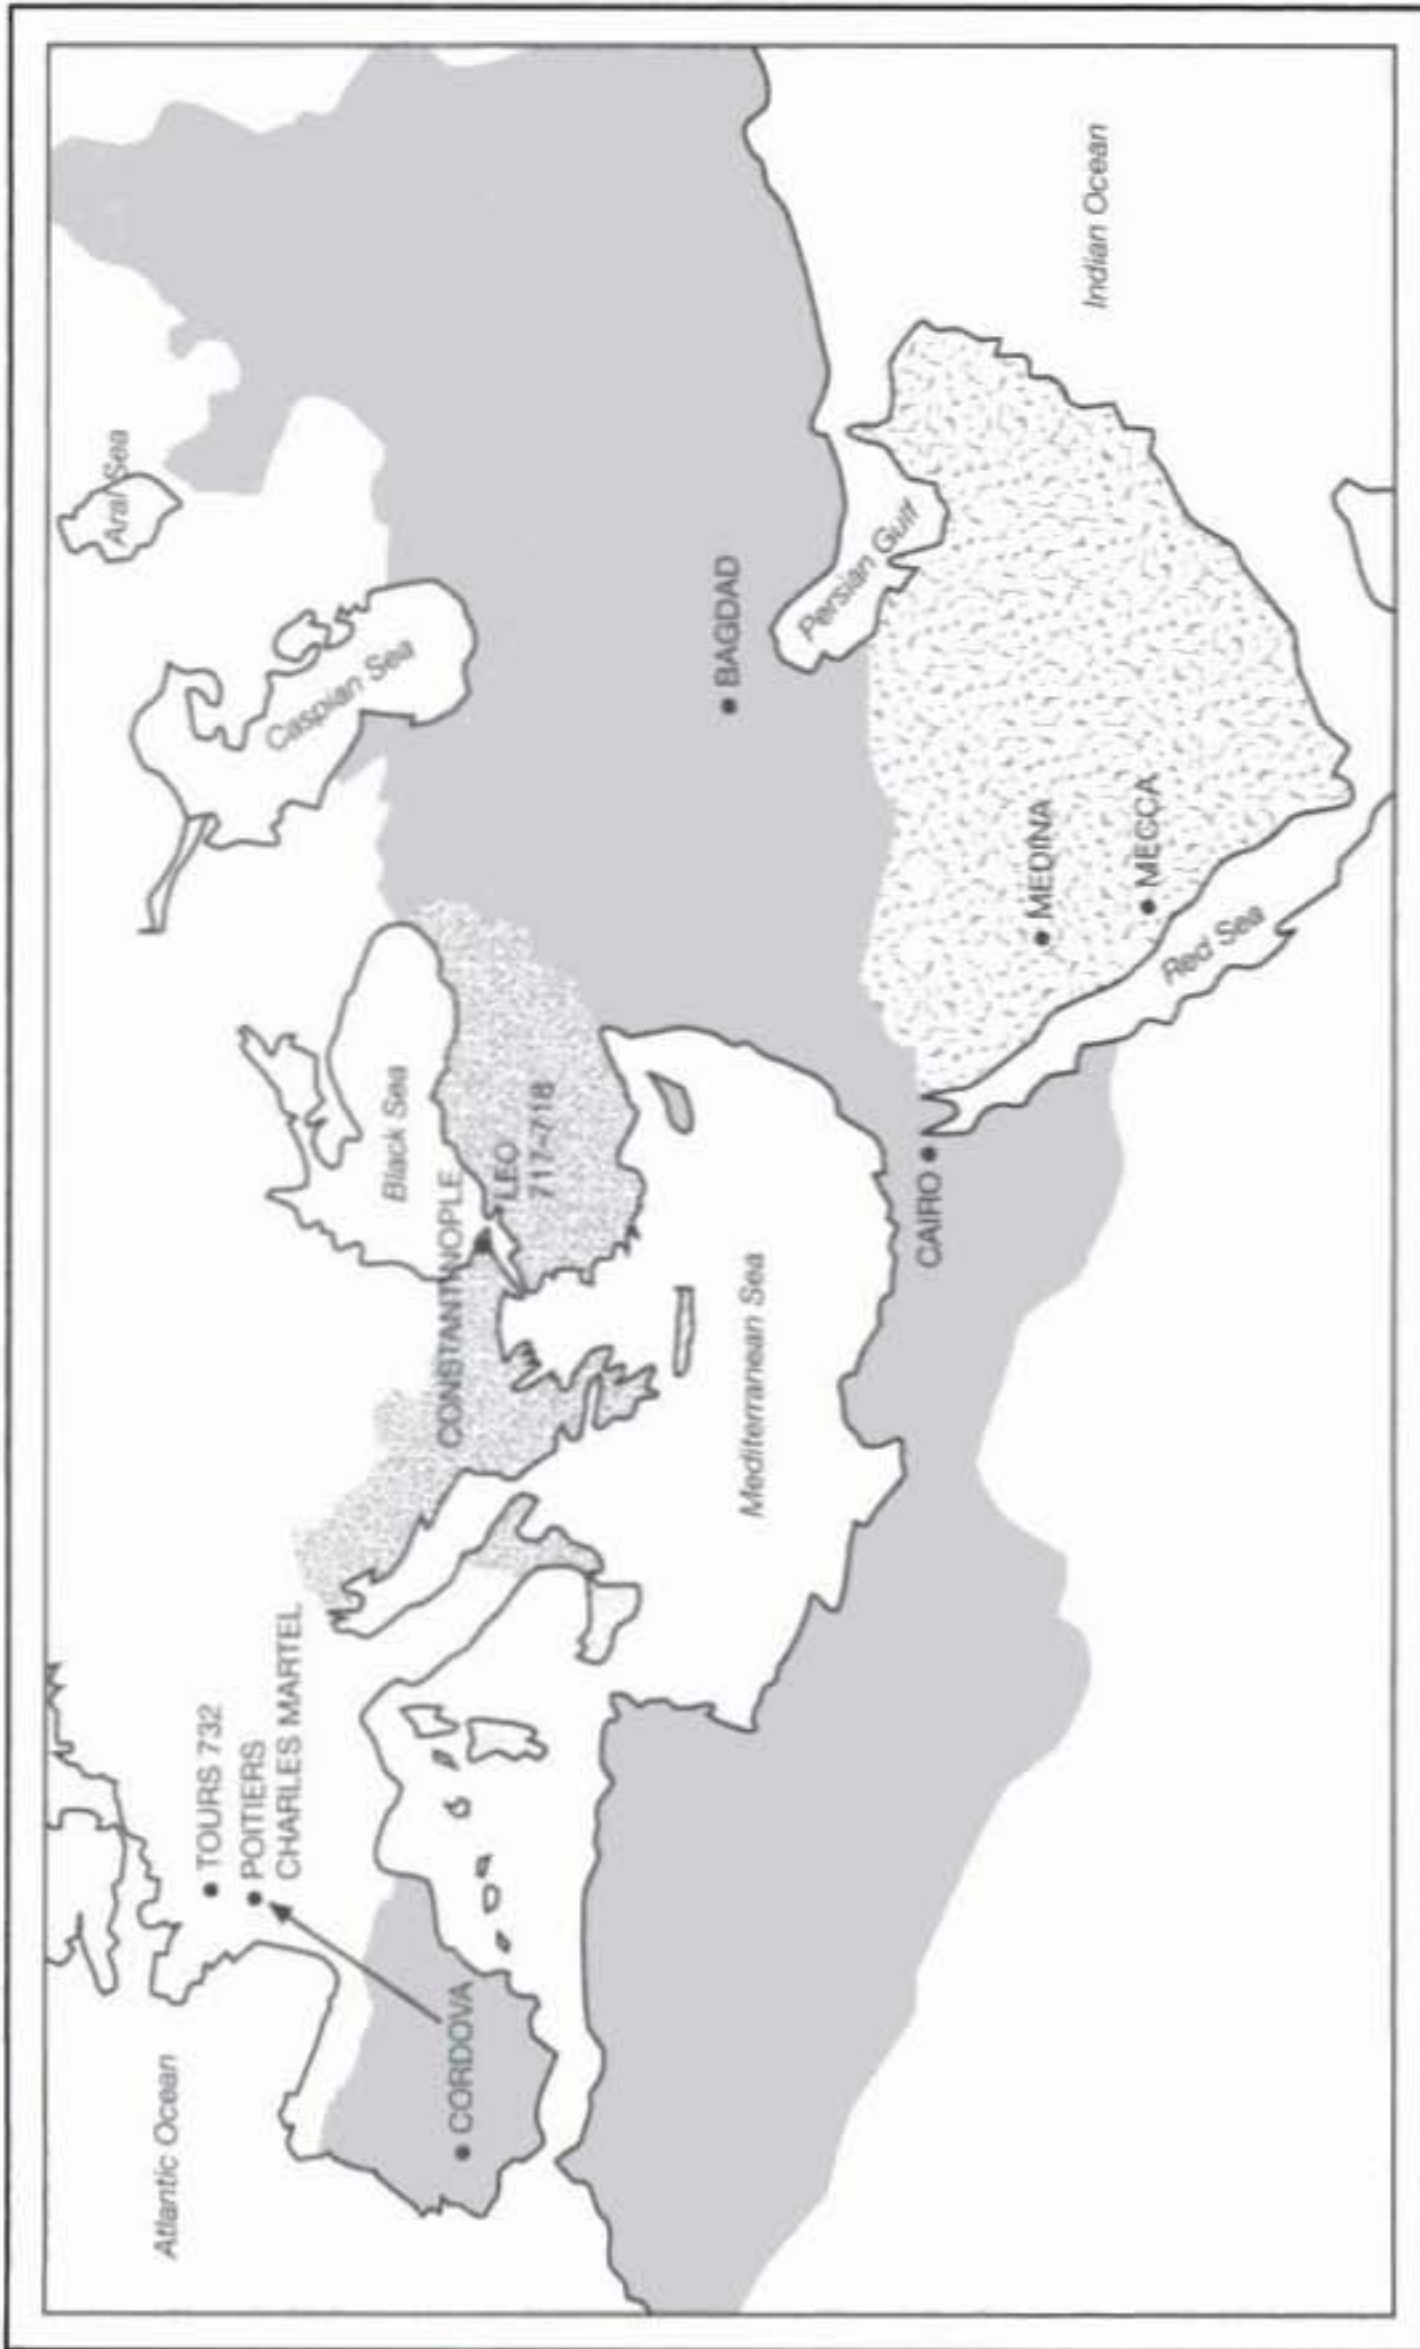 Atlantic Ocean
TOURS 732
POITIERS
CHARLES MARTEL
CORDOVA
Mediterranean Sea
CONSTANTINOPLE
LEO
717–718
Black Sea
Caspian Sea
Aral Sea
BAGDAD
Persian Gulf
CAIRO
MEDINA
MECCA
Red Sea
Indian Ocean